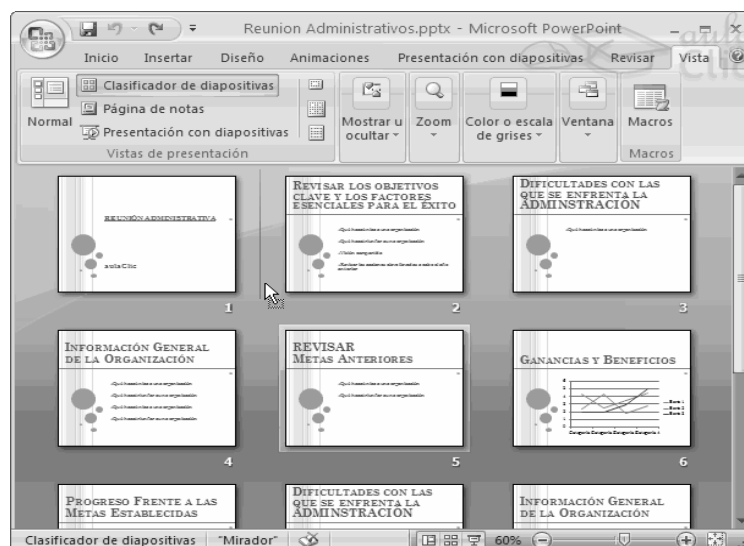 Reunion Administrativos.pptx - Microsoft PowerPoint
aulaClic
Inicio Insertar Diseño Animaciones Presentación con diapositivas Revisar Vista
Clasificador de diapositivas
Página de notas
Presentación con diapositivas
Normal
Mostrar u ocultar
Zoom
Color o escala de grises
Ventana
Macros
Vistas de presentación
Macros
REUNIÓN ADMINISTRATIVA
aulaClic
1
REVISAR LOS OBJETIVOS
CLAVE Y LOS FACTORES
ESENCIALES PARA EL ÉXITO
2
DIFICULTADES CON LAS
QUE SE ENFRENTA LA
ADMINSTRACIÓN
3
INFORMACIÓN GENERAL
DE LA ORGANIZACIÓN
4
REVISAR
METAS ANTERIORES
5
GANANCIAS Y BENEFICIOS
6
PROGRESO FRENTE A LAS
METAS ESTABLECIDAS
DIFICULTADES CON LAS
QUE SE ENFRENTA LA
ADMINSTRACIÓN
INFORMACIÓN GENERAL
DE LA ORGANIZACIÓN
Clasificador de diapositivas "Mirador" 60%